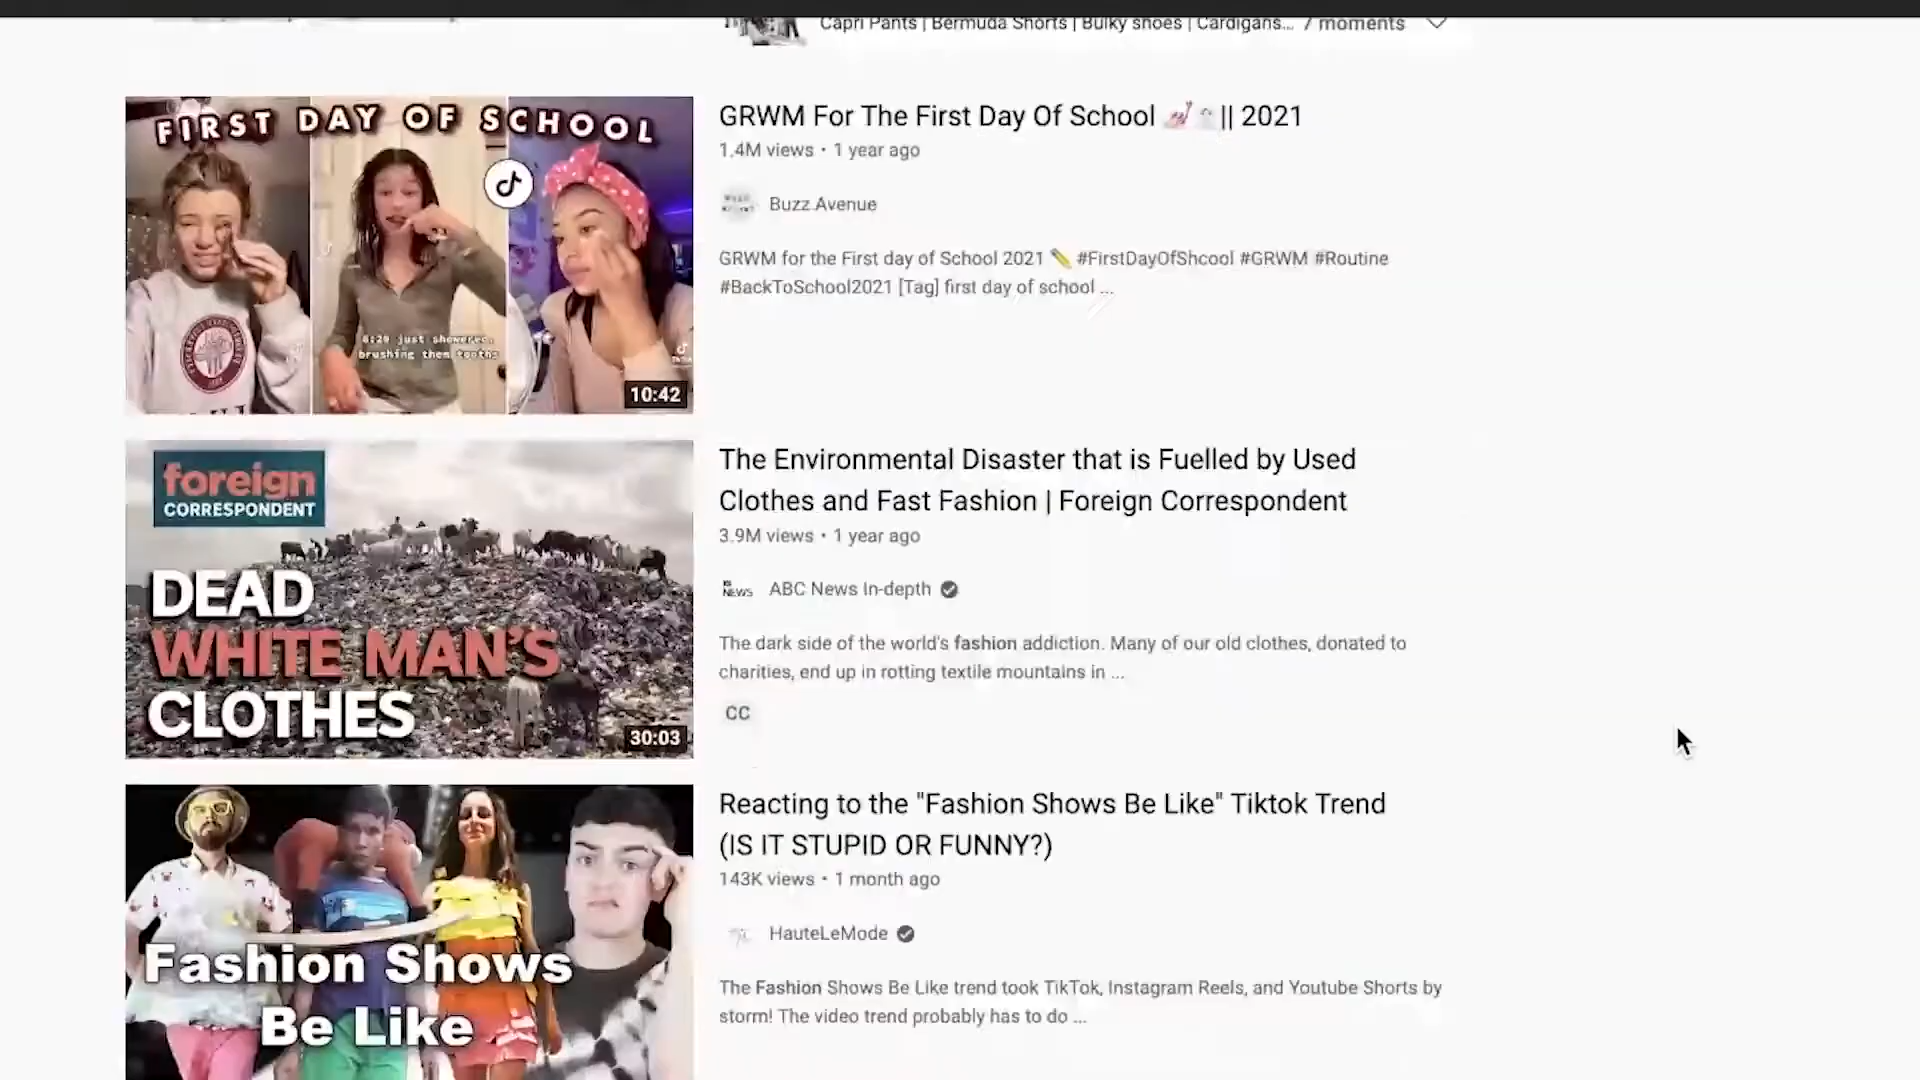 Capri Pants | Bermuda Shorts | Bulky shoes | Cardigans... 7 moments
FIRST DAY OF SCHOOL
6:20 just showered,
brushing them tooths
10:42
GRWM For The First Day Of School 💅🏻🐇|| 2021
1.4M views • 1 year ago
Buzz Avenue
GRWM for the First day of School 2021 ✏️ #FirstDayOfShcool #GRWM #Routine
#BackToSchool2021 [Tag] first day of school ...
foreign
CORRESPONDENT
DEAD
WHITE MAN'S
CLOTHES
30:03
The Environmental Disaster that is Fuelled by Used
Clothes and Fast Fashion | Foreign Correspondent
3.9M views • 1 year ago
NEWS
ABC News In-depth
The dark side of the world's fashion addiction. Many of our old clothes, donated to
charities, end up in rotting textile mountains in ...
CC
Fashion Shows
Be Like
Reacting to the "Fashion Shows Be Like" Tiktok Trend
(IS IT STUPID OR FUNNY?)
143K views • 1 month ago
HauteLeMode
The Fashion Shows Be Like trend took TikTok, Instagram Reels, and Youtube Shorts by
storm! The video trend probably has to do ...